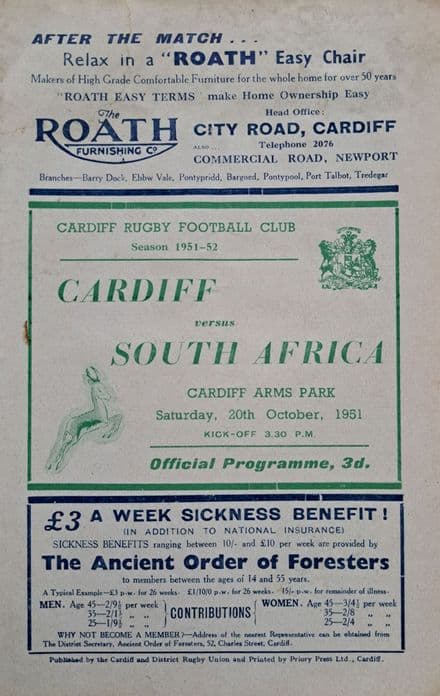 AFTER THE MATCH . . .
Relax in a "ROATH" Easy Chair
Makers of High Grade Comfortable Furniture for the whole home for over 50 years
"ROATH EASY TERMS" make Home Ownership Easy
The
ROATH
FURNISHING Co
Head Office:
CITY ROAD, CARDIFF
ALSO... Telephone 2076
COMMERCIAL ROAD, NEWPORT
Branches—Barry Dock, Ebbw Vale, Pontypridd, Bargoed, Pontypool, Port Talbot, Tredegar
CARDIFF RUGBY FOOTBALL CLUB
Season 1951-52
CARDIFF
versus
SOUTH AFRICA
CARDIFF ARMS PARK
Saturday, 20th October, 1951
KICK-OFF 3.30 P.M.
Official Programme, 3d.
£3 A WEEK SICKNESS BENEFIT!
(IN ADDITION TO NATIONAL INSURANCE)
SICKNESS BENEFITS ranging between 10/- and £10 per week are provided by
The Ancient Order of Foresters
to members between the ages of 14 and 55 years.
A Typical Example—£3 p.w. for 26 weeks. £1/10/0 p.w. for 26 weeks. 15/- p.w. for remainder of illness.
MEN. Age 45—2/9½ per week
35—2/1½ " "
25—1/9½ " "
CONTRIBUTIONS
WOMEN. Age 45—3/4½ per week
35—2/8 " "
25—2/4 " "
WHY NOT BECOME A MEMBER?—Address of the nearest Representative can be obtained from
The District Secretary, Ancient Order of Foresters, 52, Charles Street, Cardiff.
Published by the Cardiff and District Rugby Union and Printed by Priory Press Ltd., Cardiff.